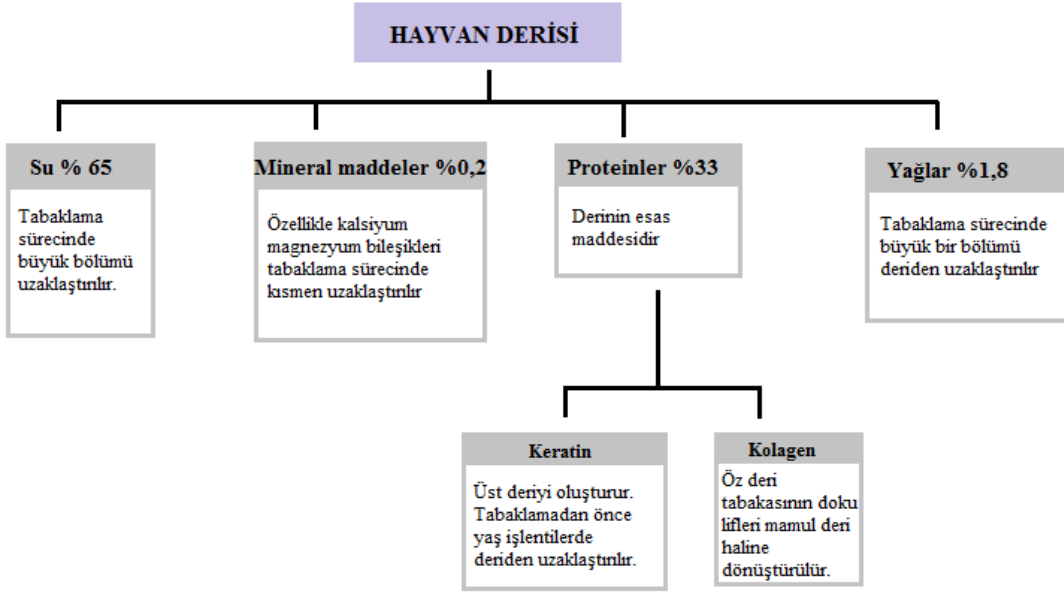 HAYVAN DERİSİ
Su % 65
Tabaklama
sürecinde
büyük bölümü
uzaklaştırılır.
Mineral maddeler %0,2
Özellikle kalsiyum
magnezyum bileşikleri
tabaklama sürecinde
kısmen uzaklaştırılır
Proteinler %33
Derinin esas
maddesidir
Yağlar %1,8
Tabaklama sürecinde
büyük bir bölümü
deriden uzaklaştırılır
Keratin
Üst deriyi oluşturur.
Tabaklamadan önce
yaş işlentilerde
deriden uzaklaştırılır.
Kolagen
Öz deri
tabakasının doku
lifleri mamul deri
haline
dönüştürülür.